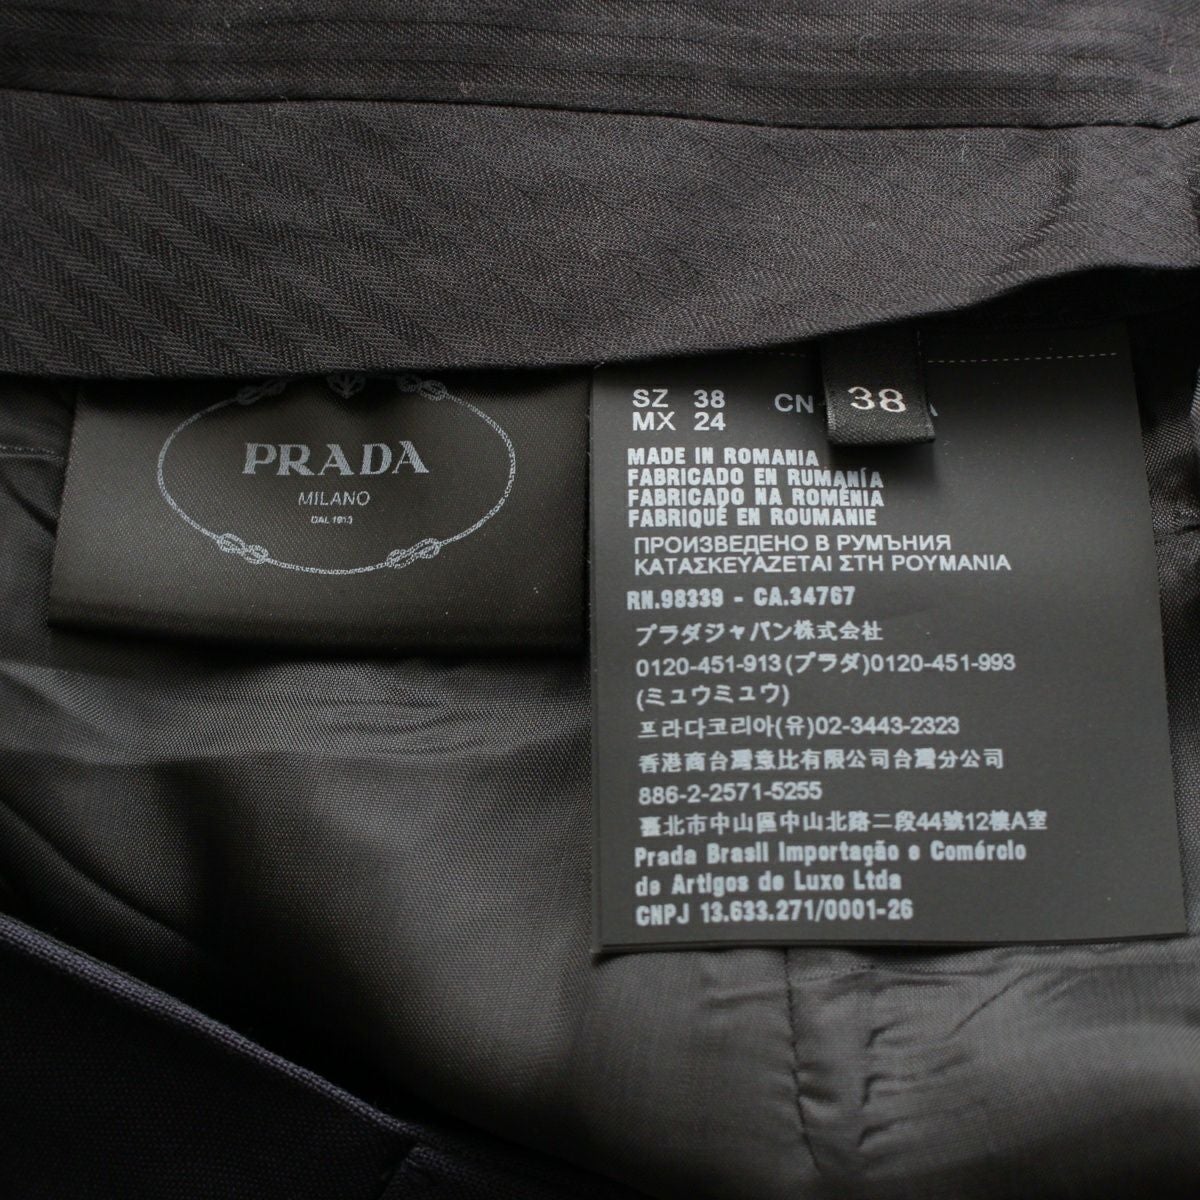 PRADA
MILANO
DAL 1913
SZ 38
MX 24
CN
38
A
MADE IN ROMANIA
FABRICADO EN RUMANÍA
FABRICADO NA ROMÉNIA
FABRIQUÉ EN ROUMANIE
ПРОИЗВЕДЕНО В РУМЪНИЯ
ΚΑΤΑΣΚΕΥΑΖΕΤΑΙ ΣΤΗ ΡΟΥΜΑΝΙΑ
RN.98339 - CA.34767
プラダジャパン株式会社
0120-451-913(プラダ)0120-451-993
(ミュウミュウ)
프라다코리아(유)02-3443-2323
香港商台灣意比有限公司台灣分公司
886-2-2571-5255
臺北市中山區中山北路二段44號12樓A室
Prada Brasil Importação e Comércio
de Artigos de Luxo Ltda
CNPJ 13.633.271/0001-26